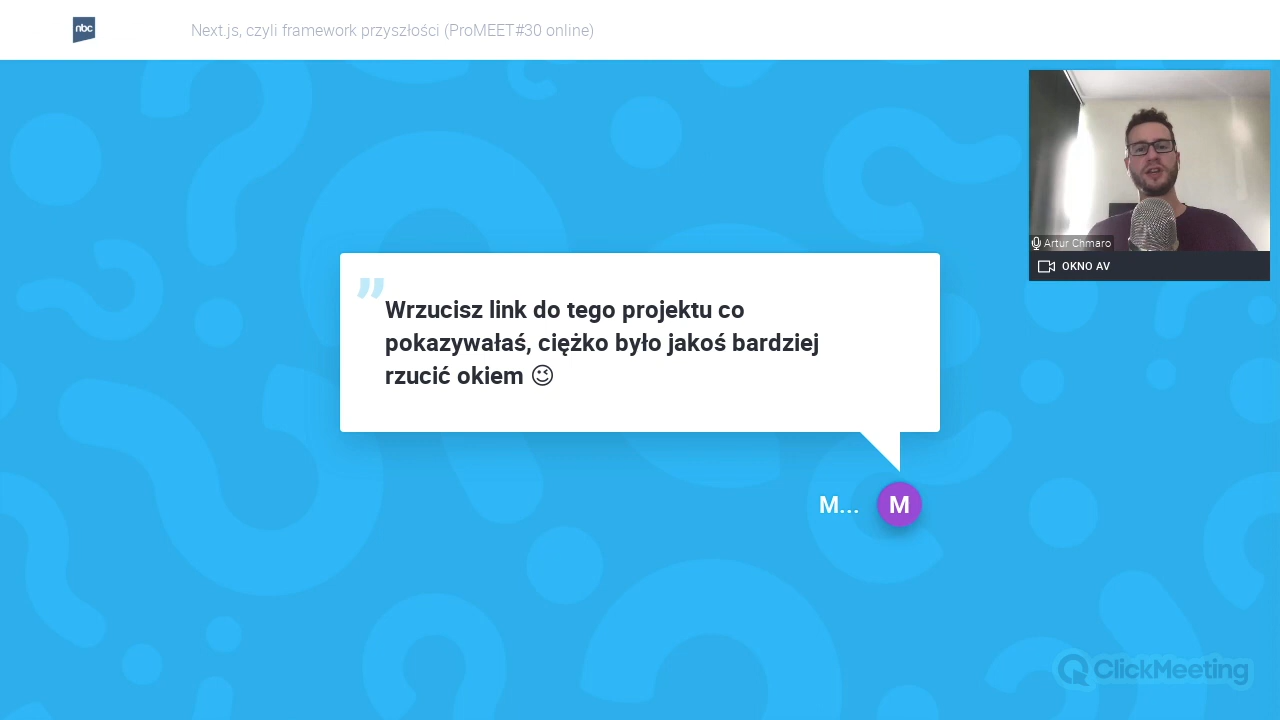 nbc
Next.js, czyli framework przyszłości (ProMEET#30 online)
Artur Chmaro
OKNO AV
Wrzucisz link do tego projektu co
pokazywałaś, ciężko było jakoś bardziej
rzucić okiem 😉
M... M
ClickMeeting